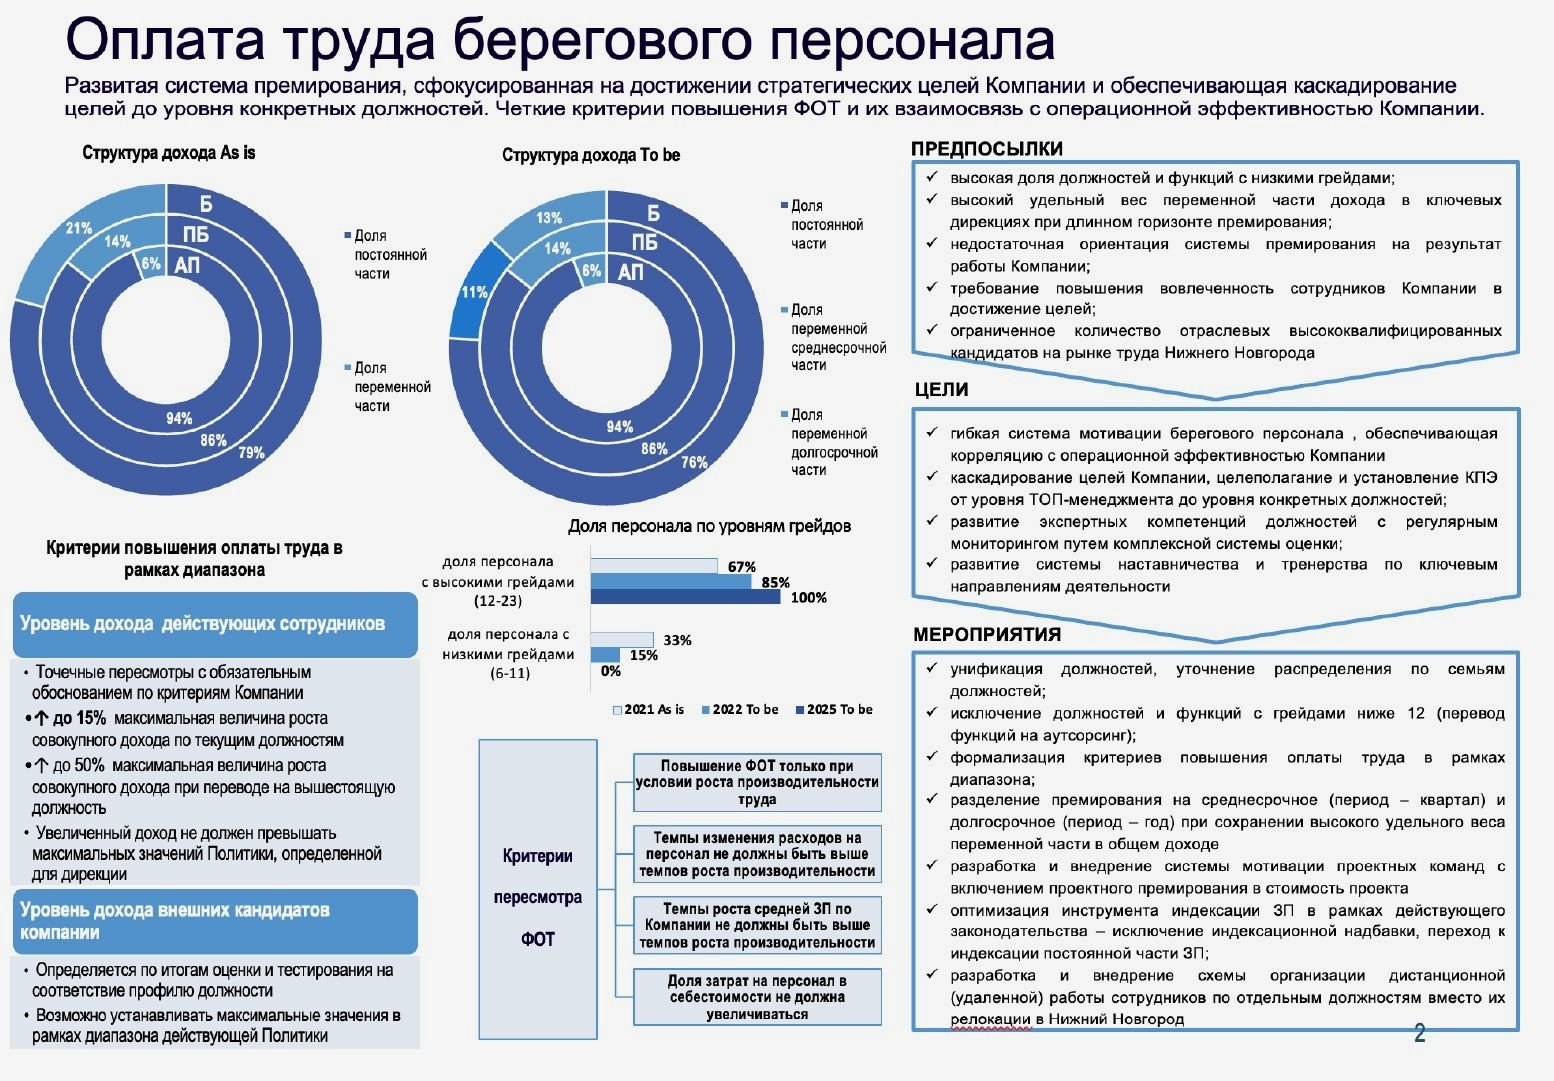 Оплата труда берегового персонала
Развитая система премирования, сфокусированная на достижении стратегических целей Компании и обеспечивающая каскадирование
целей до уровня конкретных должностей. Четкие критерии повышения ФОТ и их взаимосвязь с операционной эффективностью Компании.
Структура дохода As is
Б
ПБ
АП
21%
14%
6%
94%
86%
79%
Доля
постоянной
части
Доля
переменной
части
Структура дохода To be
Б
ПБ
АП
13%
14%
6%
11%
94%
86%
76%
Доля
постоянной
части
Доля
переменной
среднесрочной
части
Доля
переменной
долгосрочной
части
Критерии повышения оплаты труда в
рамках диапазона
Уровень дохода действующих сотрудников
• Точечные пересмотры с обязательным
обоснованием по критериям Компании
•↑ до 15% максимальная величина роста
совокупного дохода по текущим должностям
•↑ до 50% максимальная величина роста
совокупного дохода при переводе на вышестоящую
должность
• Увеличенный доход не должен превышать
максимальных значений Политики, определенной
для дирекции
Уровень дохода внешних кандидатов
компании
• Определяется по итогам оценки и тестирования на
соответствие профилю должности
• Возможно устанавливать максимальные значения в
рамках диапазона действующей Политики
Доля персонала по уровням грейдов
доля персонала
с высокими грейдами
(12-23)
67%
85%
100%
доля персонала с
низкими грейдами
(6-11)
33%
15%
0%
2021 As is 2022 To be 2025 To be
Критерии
пересмотра
ФОТ
Повышение ФОТ только при
условии роста производительности
труда
Темпы изменения расходов на
персонал не должны быть выше
темпов роста производительности
Темпы роста средней ЗП по
Компании не должны быть выше
темпов роста производительности
Доля затрат на персонал в
себестоимости не должна
увеличиваться
ПРЕДПОСЫЛКИ
✓ высокая доля должностей и функций с низкими грейдами;
✓ высокий удельный вес переменной части дохода в ключевых
дирекциях при длинном горизонте премирования;
✓ недостаточная ориентация системы премирования на результат
работы Компании;
✓ требование повышения вовлеченность сотрудников Компании в
достижение целей;
✓ ограниченное количество отраслевых высококвалифицированных
кандидатов на рынке труда Нижнего Новгорода
ЦЕЛИ
✓ гибкая система мотивации берегового персонала , обеспечивающая
корреляцию с операционной эффективностью Компании
✓ каскадирование целей Компании, целеполагание и установление КПЭ
от уровня ТОП-менеджмента до уровня конкретных должностей;
✓ развитие экспертных компетенций должностей с регулярным
мониторингом путем комплексной системы оценки;
✓ развитие системы наставничества и тренерства по ключевым
направлениям деятельности
МЕРОПРИЯТИЯ
✓ унификация должностей, уточнение распределения по семьям
должностей;
✓ исключение должностей и функций с грейдами ниже 12 (перевод
функций на аутсорсинг);
✓ формализация критериев повышения оплаты труда в рамках
диапазона;
✓ разделение премирования на среднесрочное (период – квартал) и
долгосрочное (период – год) при сохранении высокого удельного веса
переменной части в общем доходе
✓ разработка и внедрение системы мотивации проектных команд с
включением проектного премирования в стоимость проекта
✓ оптимизация инструмента индексации ЗП в рамках действующего
законодательства – исключение индексационной надбавки, переход к
индексации постоянной части ЗП;
✓ разработка и внедрение схемы организации дистанционной
(удаленной) работы сотрудников по отдельным должностям вместо их
релокации в Нижний Новгород
2